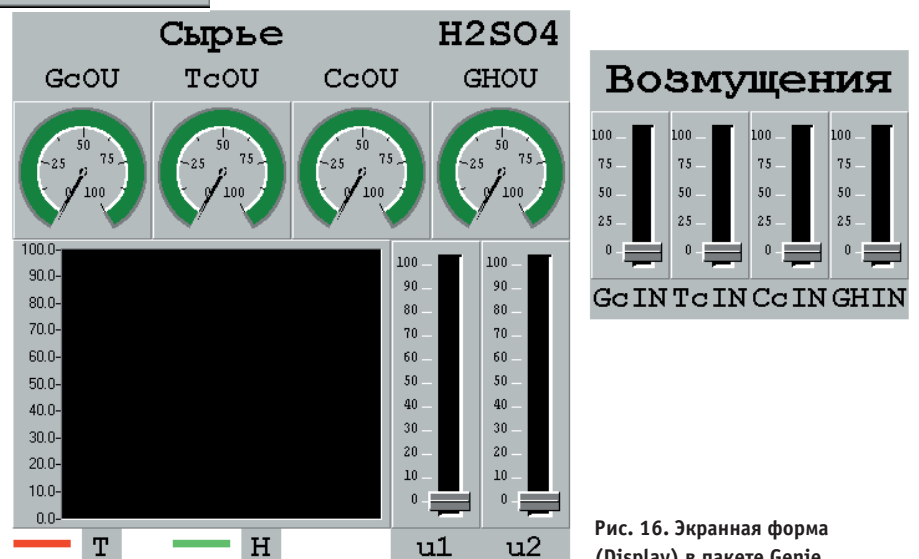 Сырье H2SO4
GcOU TcOU CcOU GHOU
50 50 50 50
25 75 25 75 25 75 25 75
0 100 0 100 0 100 0 100
100.0
90.0
80.0
70.0
60.0
50.0
40.0
30.0
20.0
10.0
0.0
T H
100 100
90 90
80 80
70 70
60 60
50 50
40 40
30 30
20 20
10 10
0 0
u1 u2
Возмущения
100 100 100 100
75 75 75 75
50 50 50 50
25 25 25 25
0 0 0 0
GcIN TcIN CcIN GHIN
Рис. 16. Экранная форма
(Display) в пакете Genie